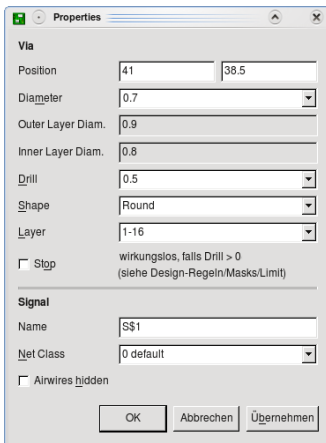 Properties
Via
Position 41 38.5
Diameter 0.7
Outer Layer Diam. 0.9
Inner Layer Diam. 0.8
Drill 0.5
Shape Round
Layer 1-16
Stop wirkungslos, falls Drill > 0
(siehe Design-Regeln/Masks/Limit)
Signal
Name S$1
Net Class 0 default
Airwires hidden
OK Abbrechen Übernehmen